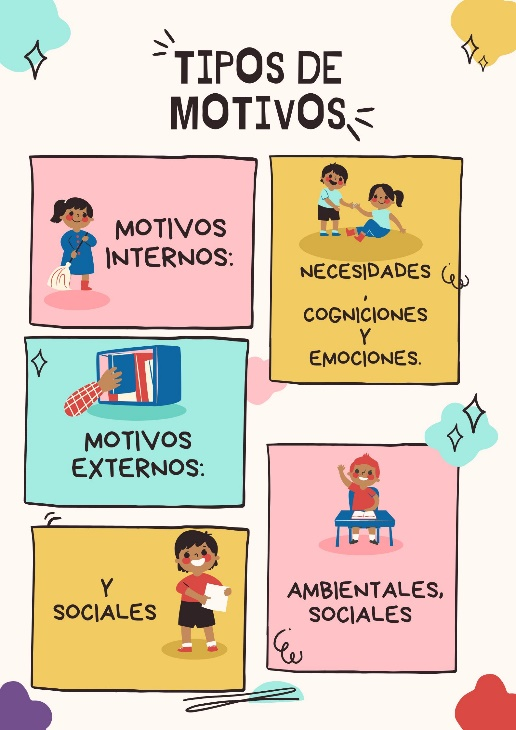 TIPOS DE
MOTIVOS
MOTIVOS
INTERNOS:
NECESIDADES
,
COGNICIONES
Y
EMOCIONES.
MOTIVOS
EXTERNOS:
AMBIENTALES,
SOCIALES
Y
SOCIALES